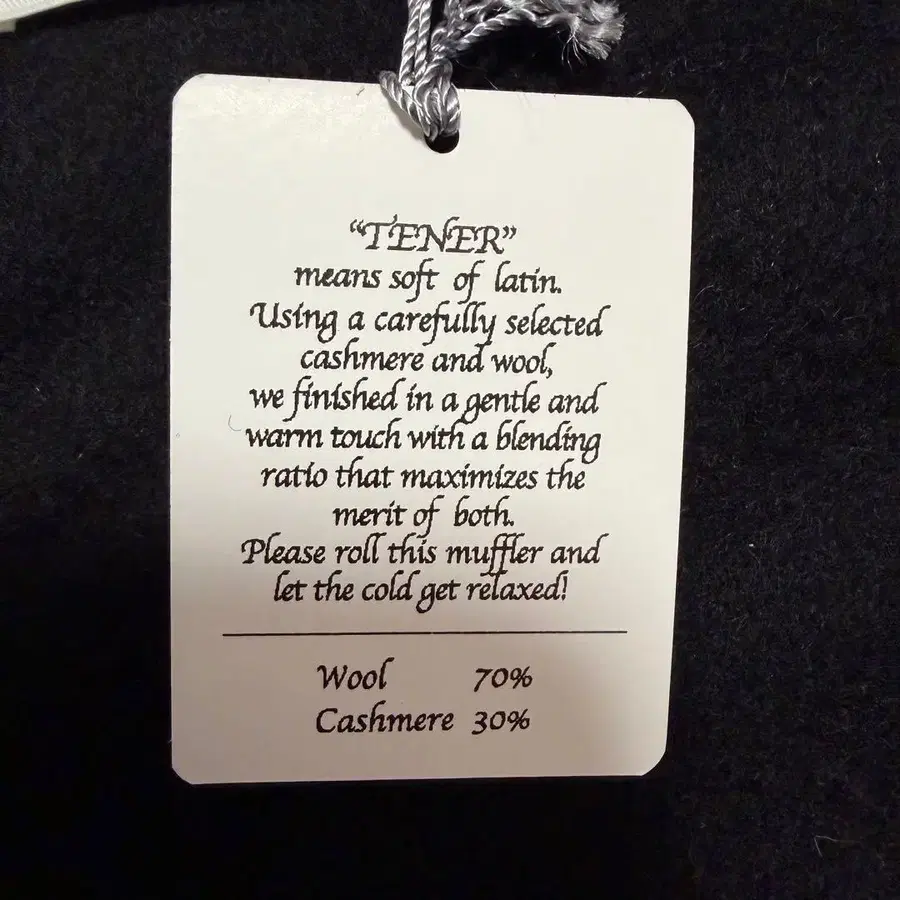 “TENER”
means soft of latin.
Using a carefully selected
cashmere and wool,
we finished in a gentle and
warm touch with a blending
ratio that maximizes the
merit of both.
Please roll this muffler and
let the cold get relaxed!
Wool 70%
Cashmere 30%